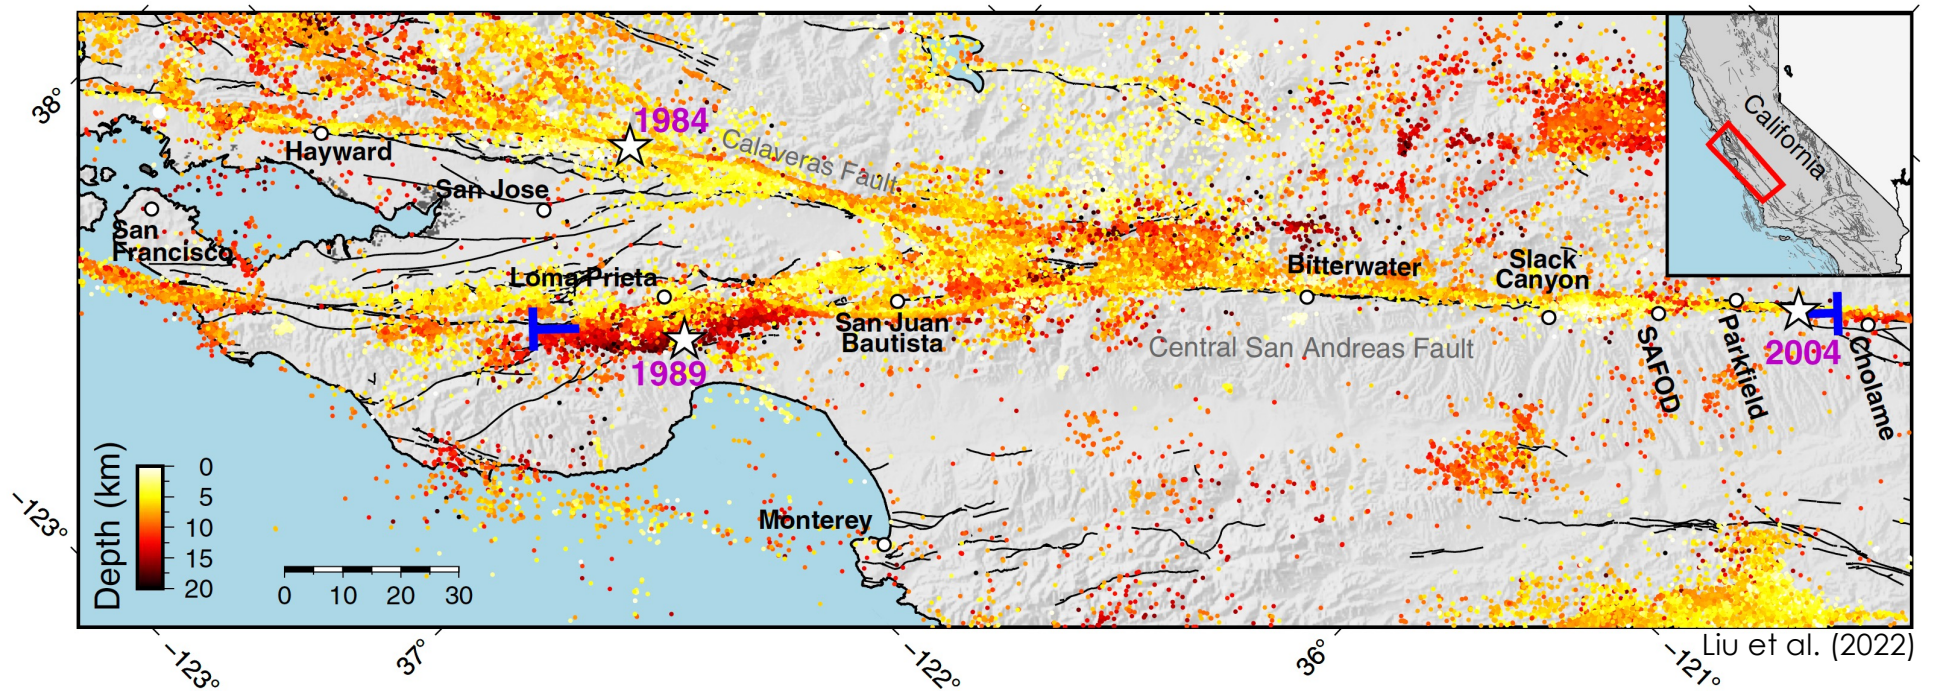 38°
1984
Hayward
Calaveras Fault
San Jose
San
Francisco
Loma Prieta
Bitterwater
Slack
Canyon
San Juan
Bautista
Central San Andreas Fault
1989
SAFOD
Parkfield
2004
Cholame
California
Monterey
Depth (km)
0
5
10
15
20
0 10 20 30
-123°
-123°
37°
-122°
36°
-121°
Liu et al. (2022)